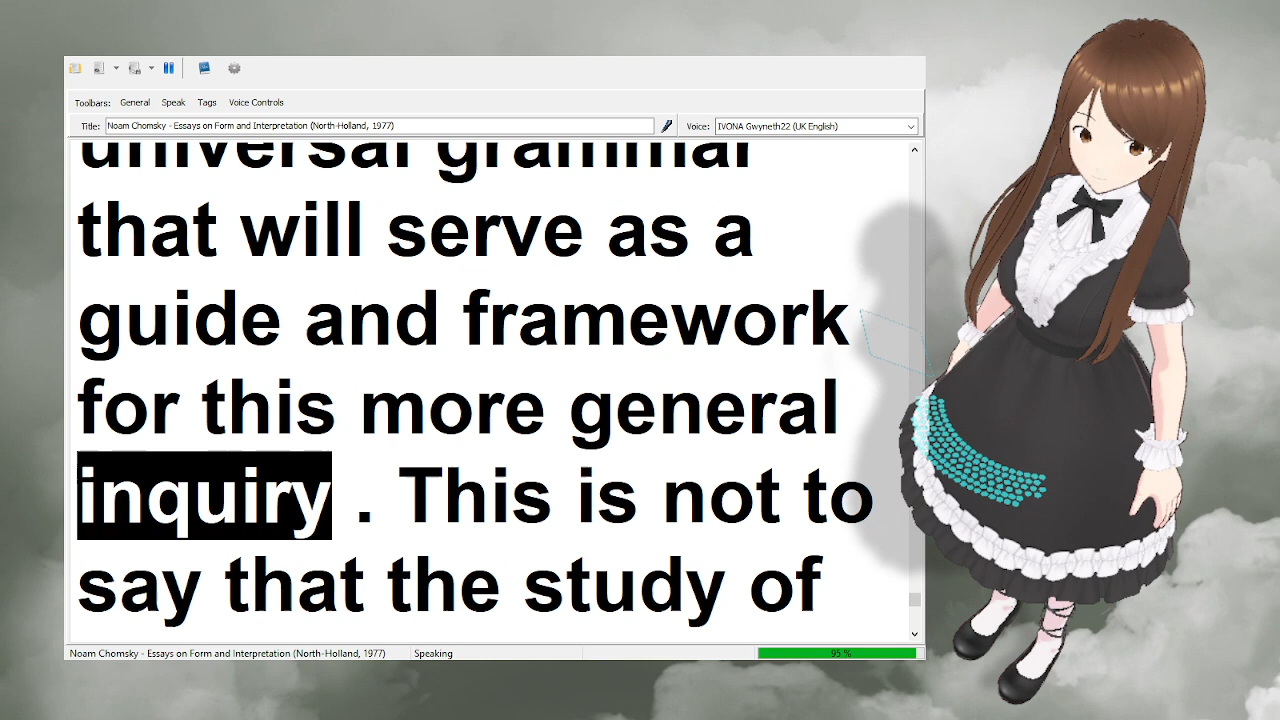 Toolbars: General Speak Tags Voice Controls
Title: Noam Chomsky - Essays on Form and Interpretation (North-Holland, 1977) Voice: IVONA Gwyneth22 (UK English)
universal grammar
that will serve as a
guide and framework
for this more general
inquiry . This is not to
say that the study of
Noam Chomsky - Essays on Form and Interpretation (North-Holland, 1977) Speaking 95 %